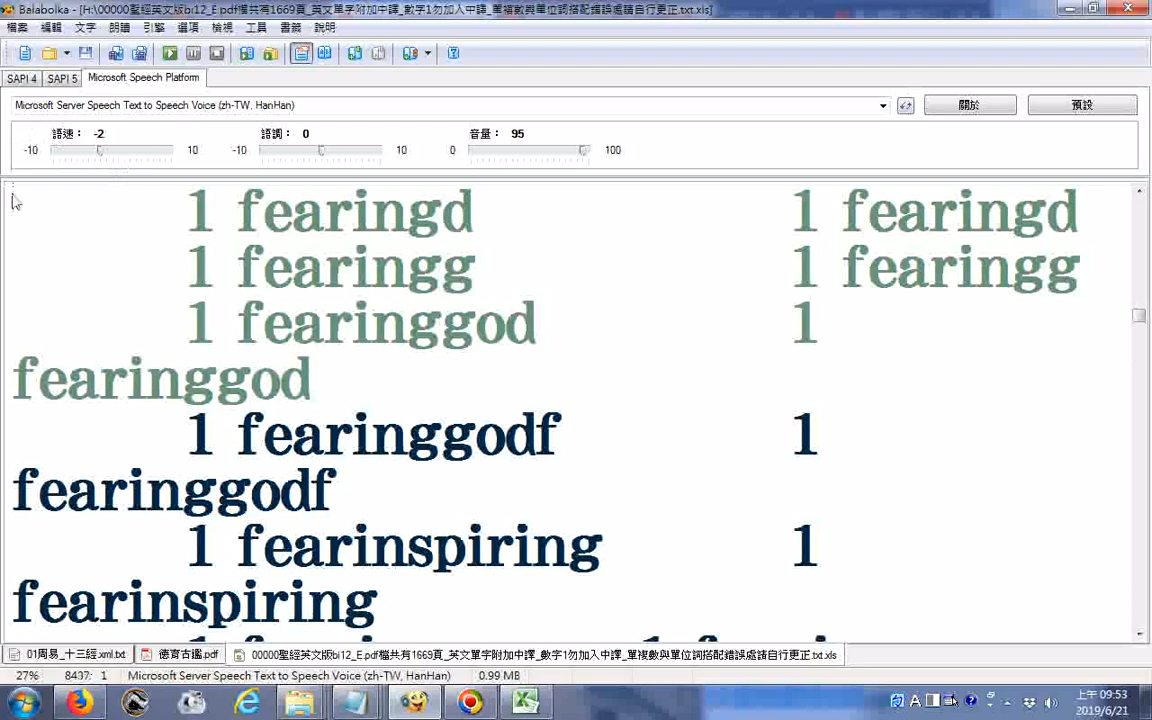 Balabolka - [H:\00000聖經英文版bi12_E.pdf檔共有1669頁_英文單字附加中譯_數字1勿加入中譯_單複數與單位詞搭配錯誤處請自行更正.txt.xls]
檔案 編輯 文字 朗讀 引擎 選項 檢視 工具 書籤 說明
SAPI 4 SAPI 5 Microsoft Speech Platform
Microsoft Server Speech Text to Speech Voice (zh-TW, HanHan) 關於 預設
語速： -2 語調： 0 音量： 95
-10 10 -10 10 0 100
1 fearingd 1 fearingd
1 fearingg 1 fearingg
1 fearinggod 1
fearinggod
1 fearinggodf 1
fearinggodf
1 fearinspiring 1
fearinspiring
01周易_十三經.xml.txt 德育古鑑.pdf 00000聖經英文版bi12_E.pdf檔共有1669頁_英文單字附加中譯_數字1勿加入中譯_單複數與單位詞搭配錯誤處請自行更正.txt.xls
27% 8437: 1 Microsoft Server Speech Text to Speech Voice (zh-TW, HanHan) 0.99 MB
上午 09:53
2019/6/21